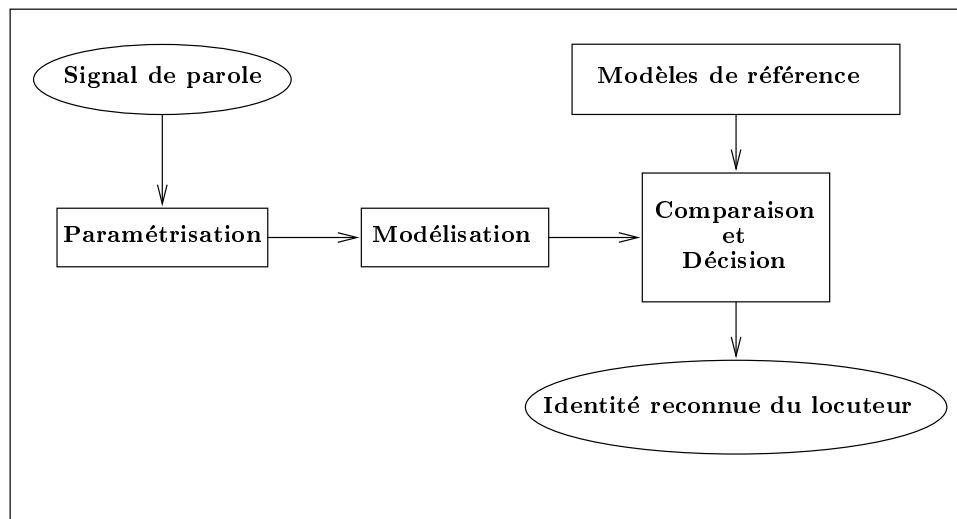 Signal de parole
Modèles de référence
Paramétrisation
Modélisation
Comparaison
et
Décision
Identité reconnue du locuteur